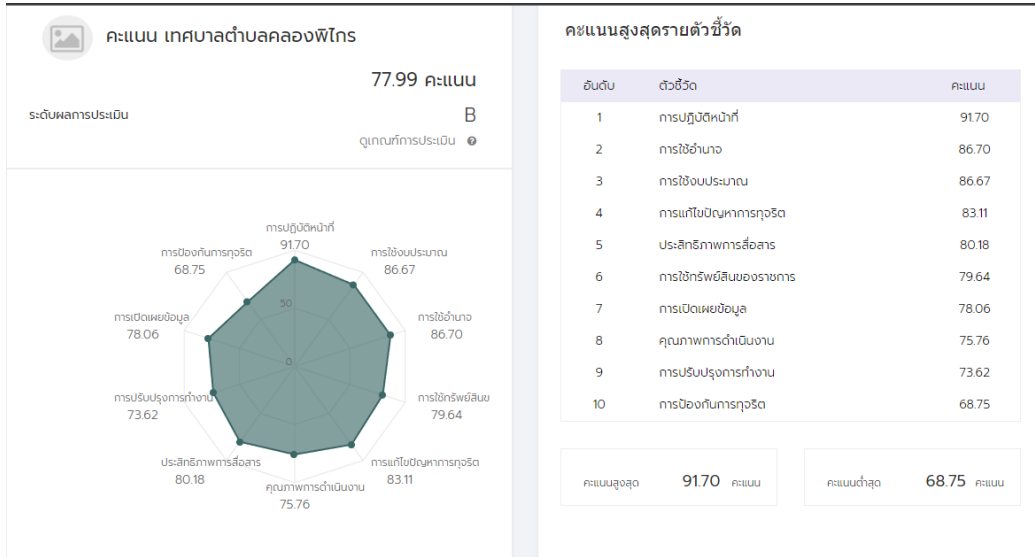 คะแนน เทศบาลตำบลคลองพิไกร
77.99 คะแนน
ระดับผลการประเมิน B
ดูเกณฑ์การประเมิน
การปฏิบัติหน้าที่
91.70
การป้องกันการทุจริต
68.75
การใช้งบประมาณ
86.67
การเปิดเผยข้อมูล
78.06
50
การใช้อำนาจ
86.70
0
การปรับปรุงการทำงาน
73.62
การใช้ทรัพย์สินข
79.64
ประสิทธิภาพการสื่อสาร
80.18
การแก้ไขปัญหาการทุจริต
83.11
คุณภาพการดำเนินงาน
75.76
คะแนนสูงสุดรายตัวชี้วัด
อันดับ ตัวชี้วัด คะแนน
1 การปฏิบัติหน้าที่ 91.70
2 การใช้อำนาจ 86.70
3 การใช้งบประมาณ 86.67
4 การแก้ไขปัญหาการทุจริต 83.11
5 ประสิทธิภาพการสื่อสาร 80.18
6 การใช้ทรัพย์สินของราชการ 79.64
7 การเปิดเผยข้อมูล 78.06
8 คุณภาพการดำเนินงาน 75.76
9 การปรับปรุงการทำงาน 73.62
10 การป้องกันการทุจริต 68.75
คะแนนสูงสุด 91.70 คะแนน
คะแนนต่ำสุด 68.75 คะแนน